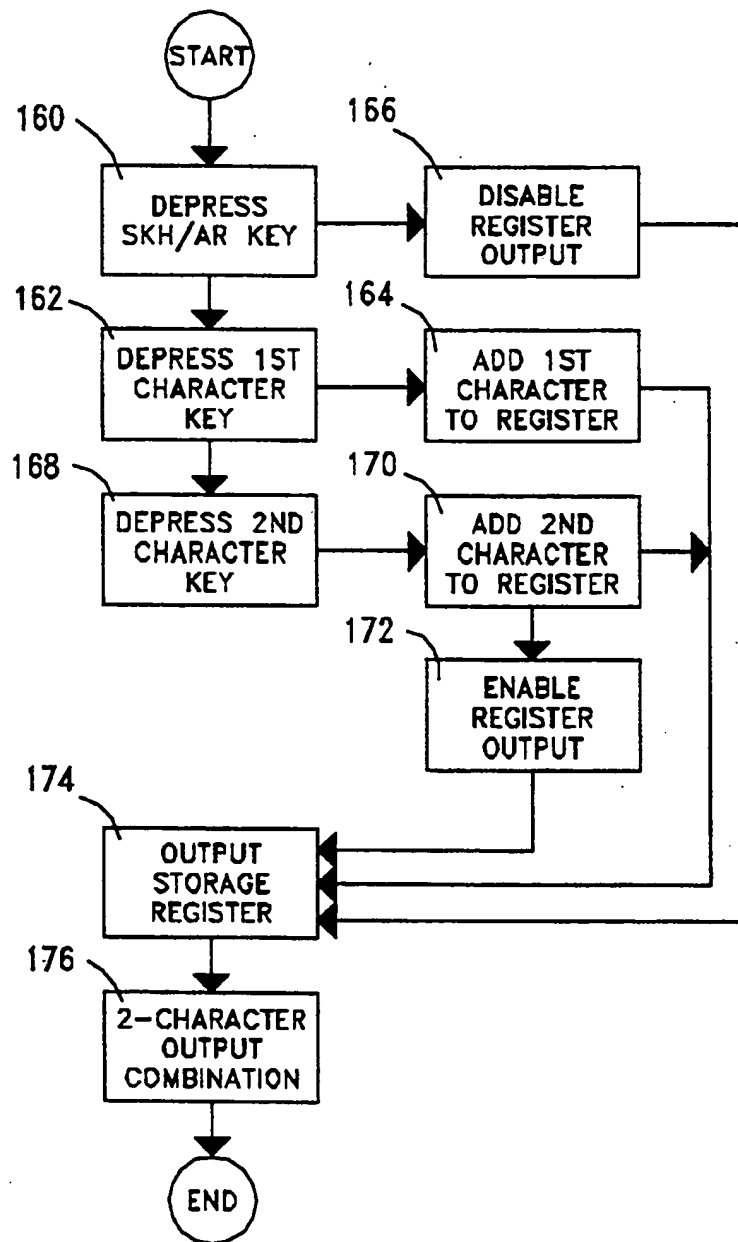 START
160
DEPRESS
SKH/AR KEY
166
DISABLE
REGISTER
OUTPUT
162
DEPRESS 1ST
CHARACTER
KEY
164
ADD 1ST
CHARACTER
TO REGISTER
168
DEPRESS 2ND
CHARACTER
KEY
170
ADD 2ND
CHARACTER
TO REGISTER
172
ENABLE
REGISTER
OUTPUT
174
OUTPUT
STORAGE
REGISTER
176
2-CHARACTER
OUTPUT
COMBINATION
END